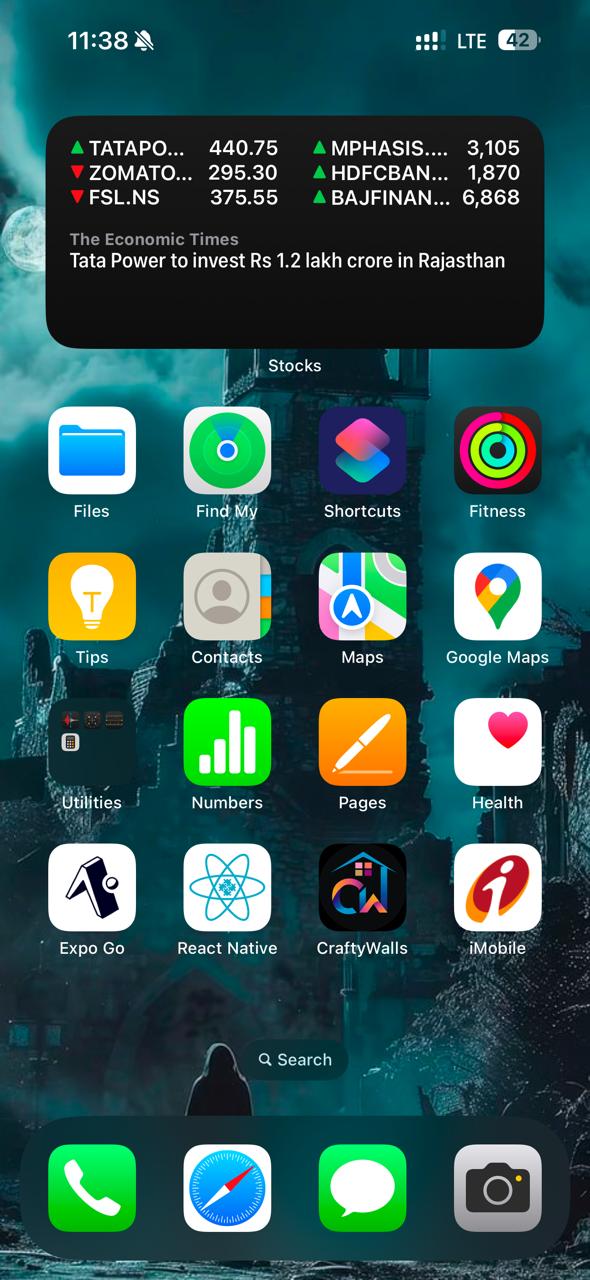 11:38
LTE 42
TATAPO... 440.75 MPHASIS.... 3,105
ZOMATO... 295.30 HDFCBAN... 1,870
FSL.NS 375.55 BAJFINAN... 6,868
The Economic Times
Tata Power to invest Rs 1.2 lakh crore in Rajasthan
Stocks
Files Find My Shortcuts Fitness
Tips Contacts Maps Google Maps
Utilities Numbers Pages Health
Expo Go React Native CraftyWalls iMobile
Search